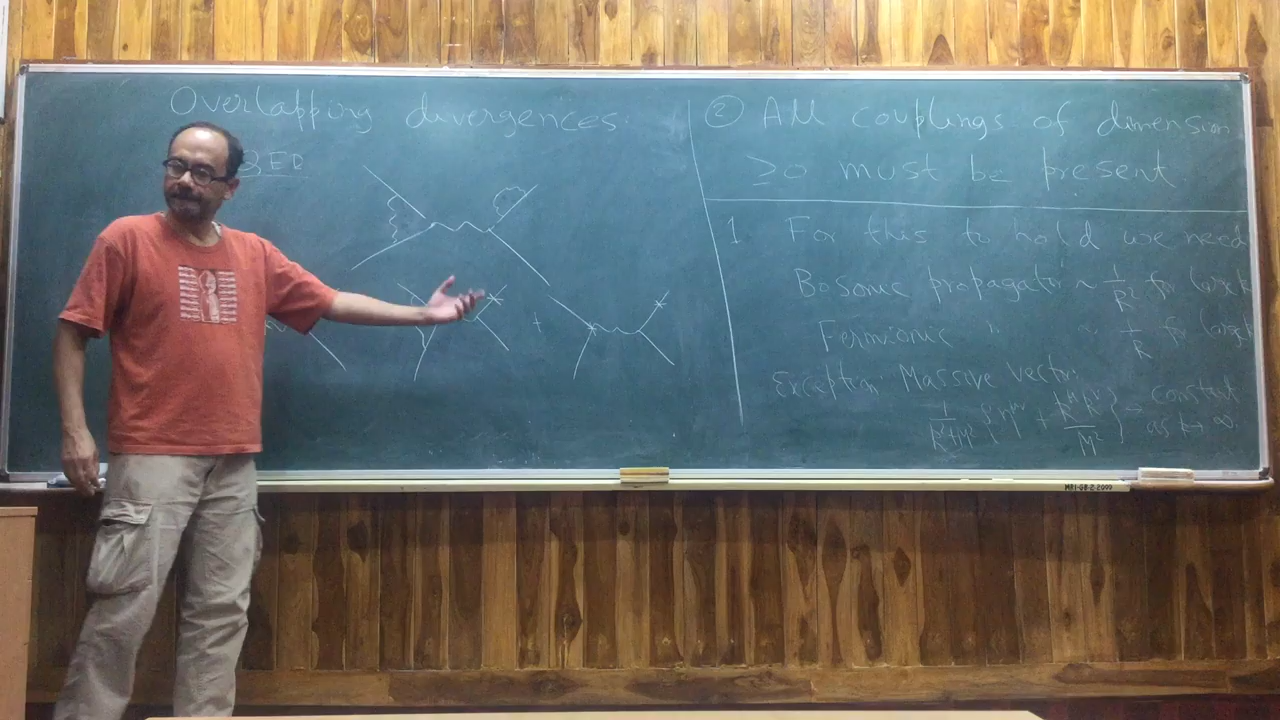 Overlapping divergences
② All couplings of dimension
≥0 must be present
1 For this to hold we need
Bosonic propagator ~ 1/k² for large k
Fermionic " ~ 1/k for large k
Exception: Massive vector:
1/(k²+M²) {η^{μν} + k^μ k^ν/M²} → constant
as k→∞.